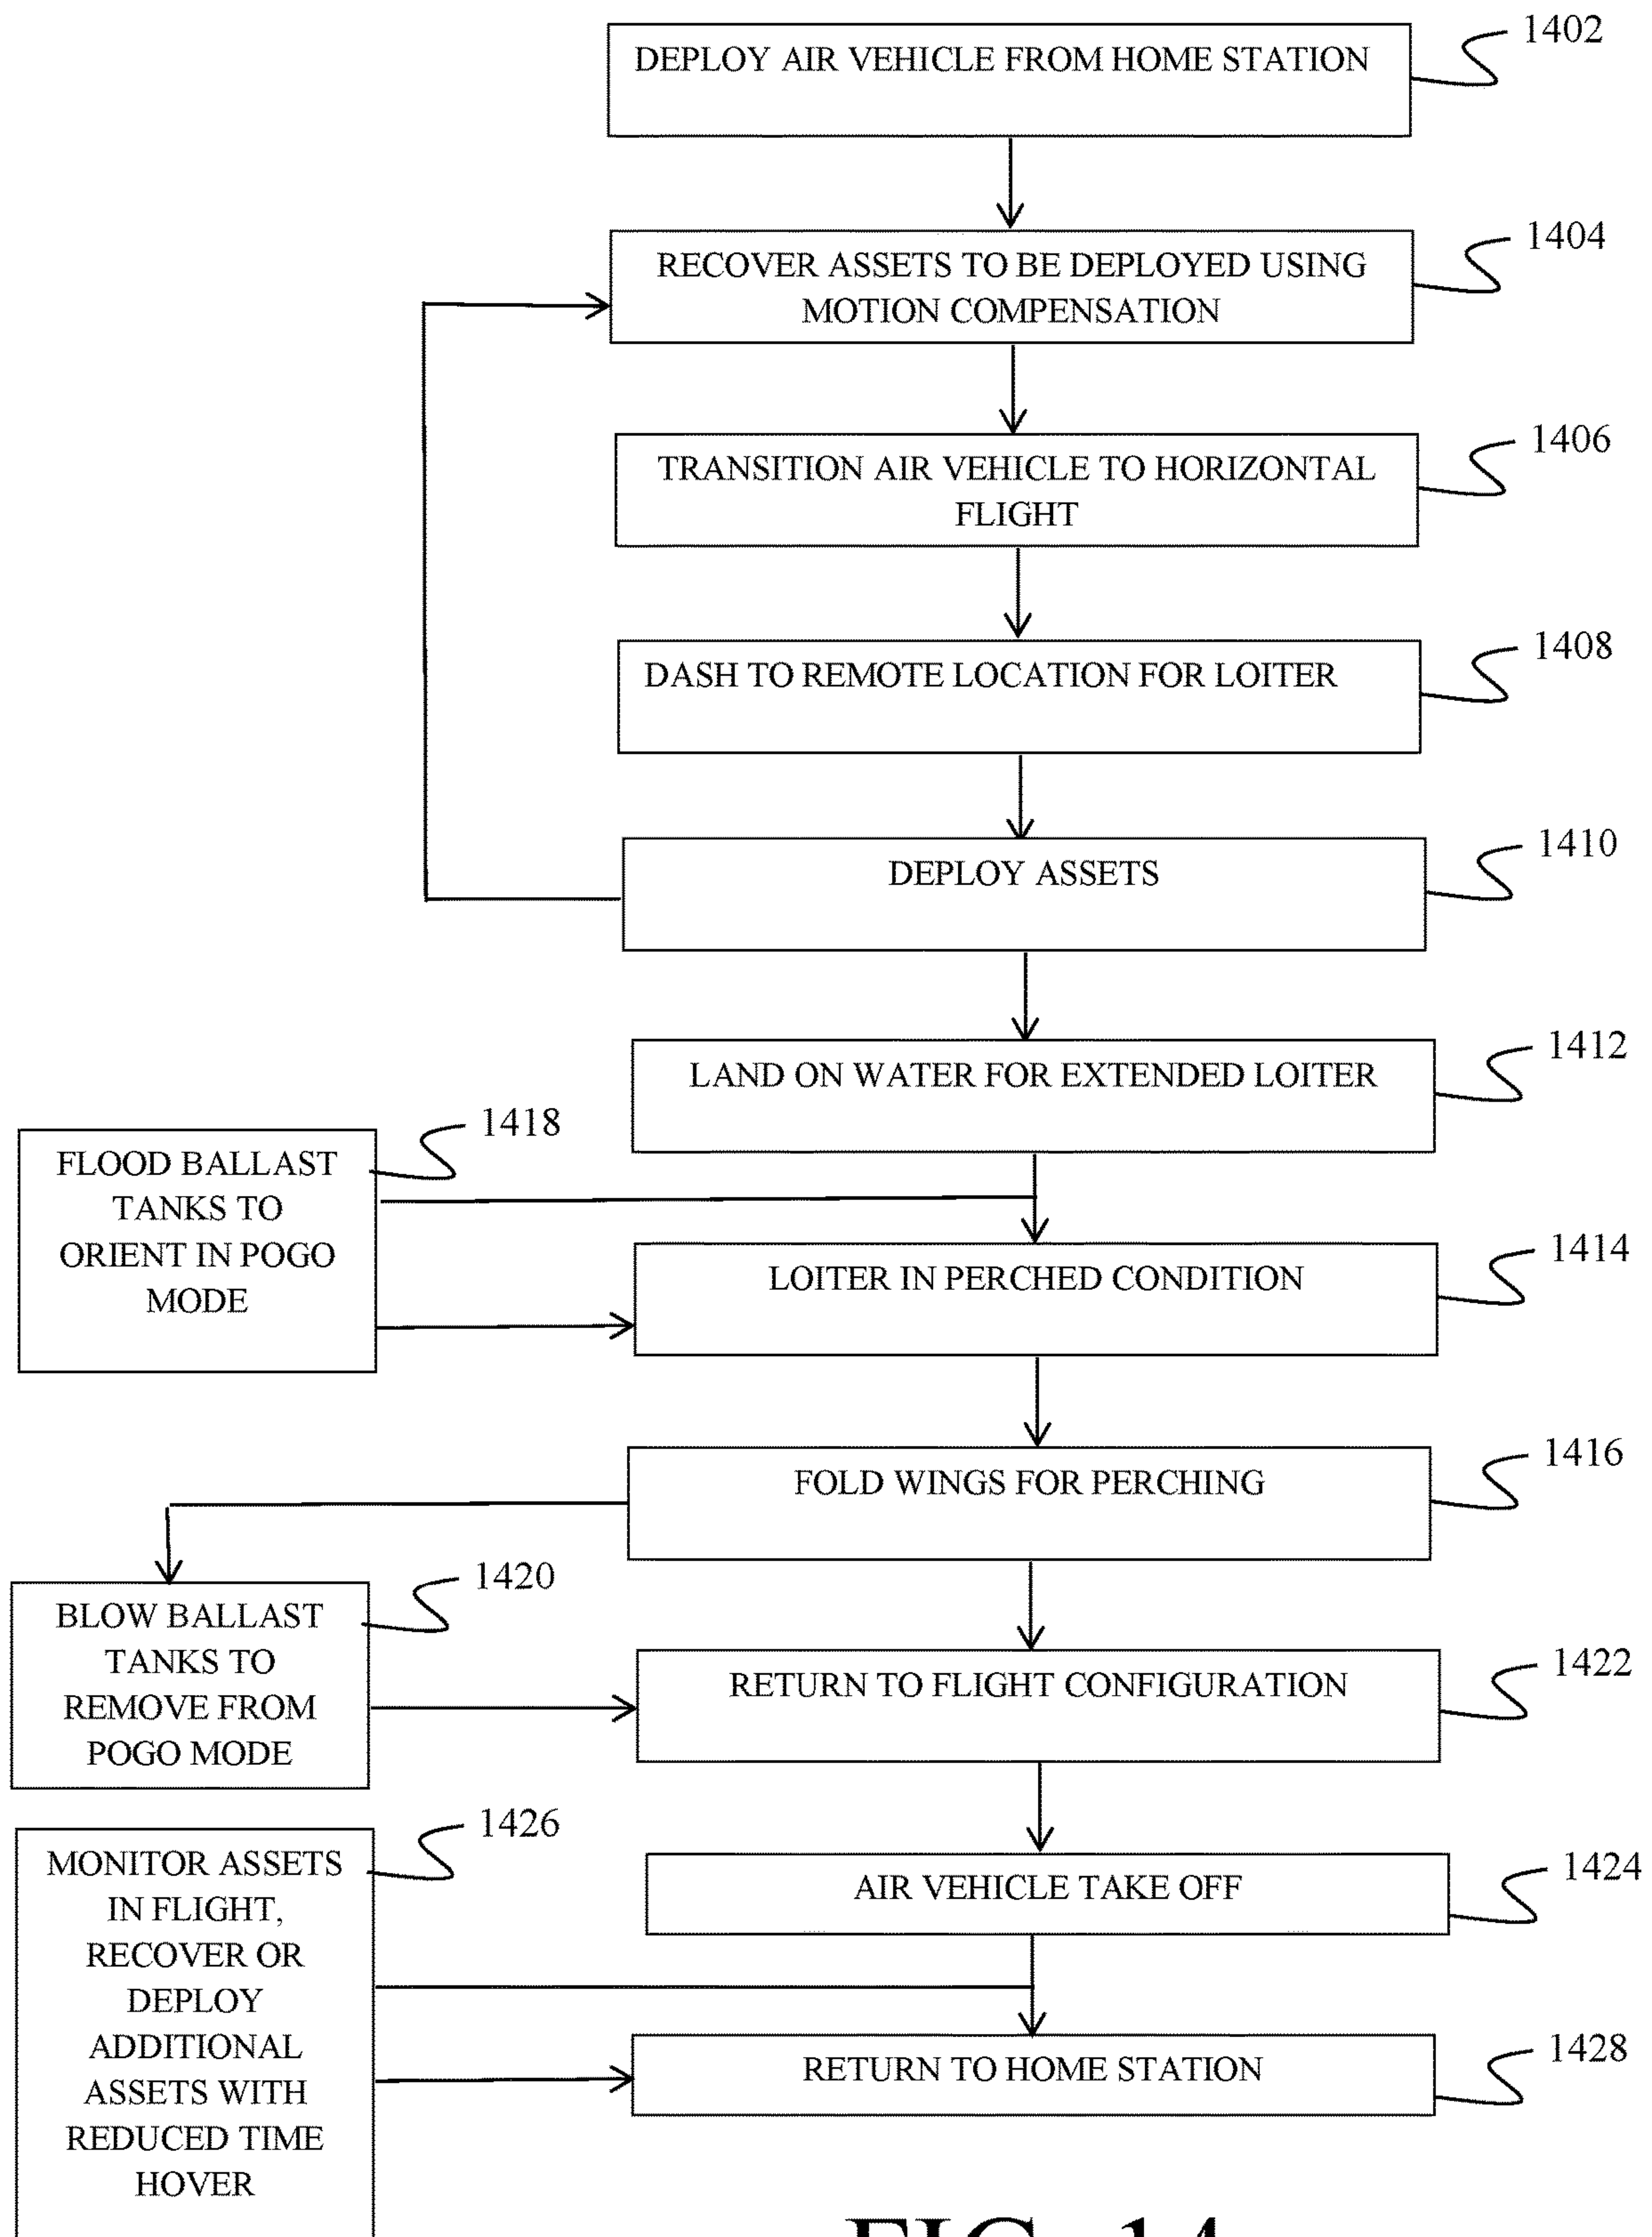 1402
DEPLOY AIR VEHICLE FROM HOME STATION
1404
RECOVER ASSETS TO BE DEPLOYED USING
MOTION COMPENSATION
1406
TRANSITION AIR VEHICLE TO HORIZONTAL
FLIGHT
1408
DASH TO REMOTE LOCATION FOR LOITER
1410
DEPLOY ASSETS
1412
LAND ON WATER FOR EXTENDED LOITER
1418
FLOOD BALLAST
TANKS TO
ORIENT IN POGO
MODE
1414
LOITER IN PERCHED CONDITION
1416
FOLD WINGS FOR PERCHING
1420
BLOW BALLAST
TANKS TO
REMOVE FROM
POGO MODE
1422
RETURN TO FLIGHT CONFIGURATION
1426
MONITOR ASSETS
IN FLIGHT,
RECOVER OR
DEPLOY
ADDITIONAL
ASSETS WITH
REDUCED TIME
HOVER
1424
AIR VEHICLE TAKE OFF
1428
RETURN TO HOME STATION
FIG. 14